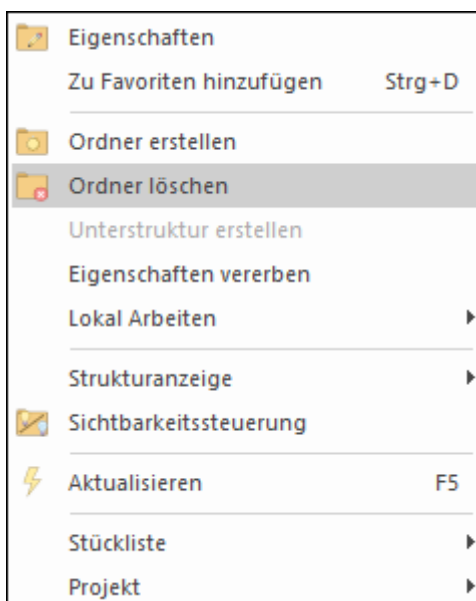 Eigenschaften
Zu Favoriten hinzufügen Strg+D
Ordner erstellen
Ordner löschen
Unterstruktur erstellen
Eigenschaften vererben
Lokal Arbeiten
Strukturanzeige
Sichtbarkeitssteuerung
Aktualisieren F5
Stückliste
Projekt